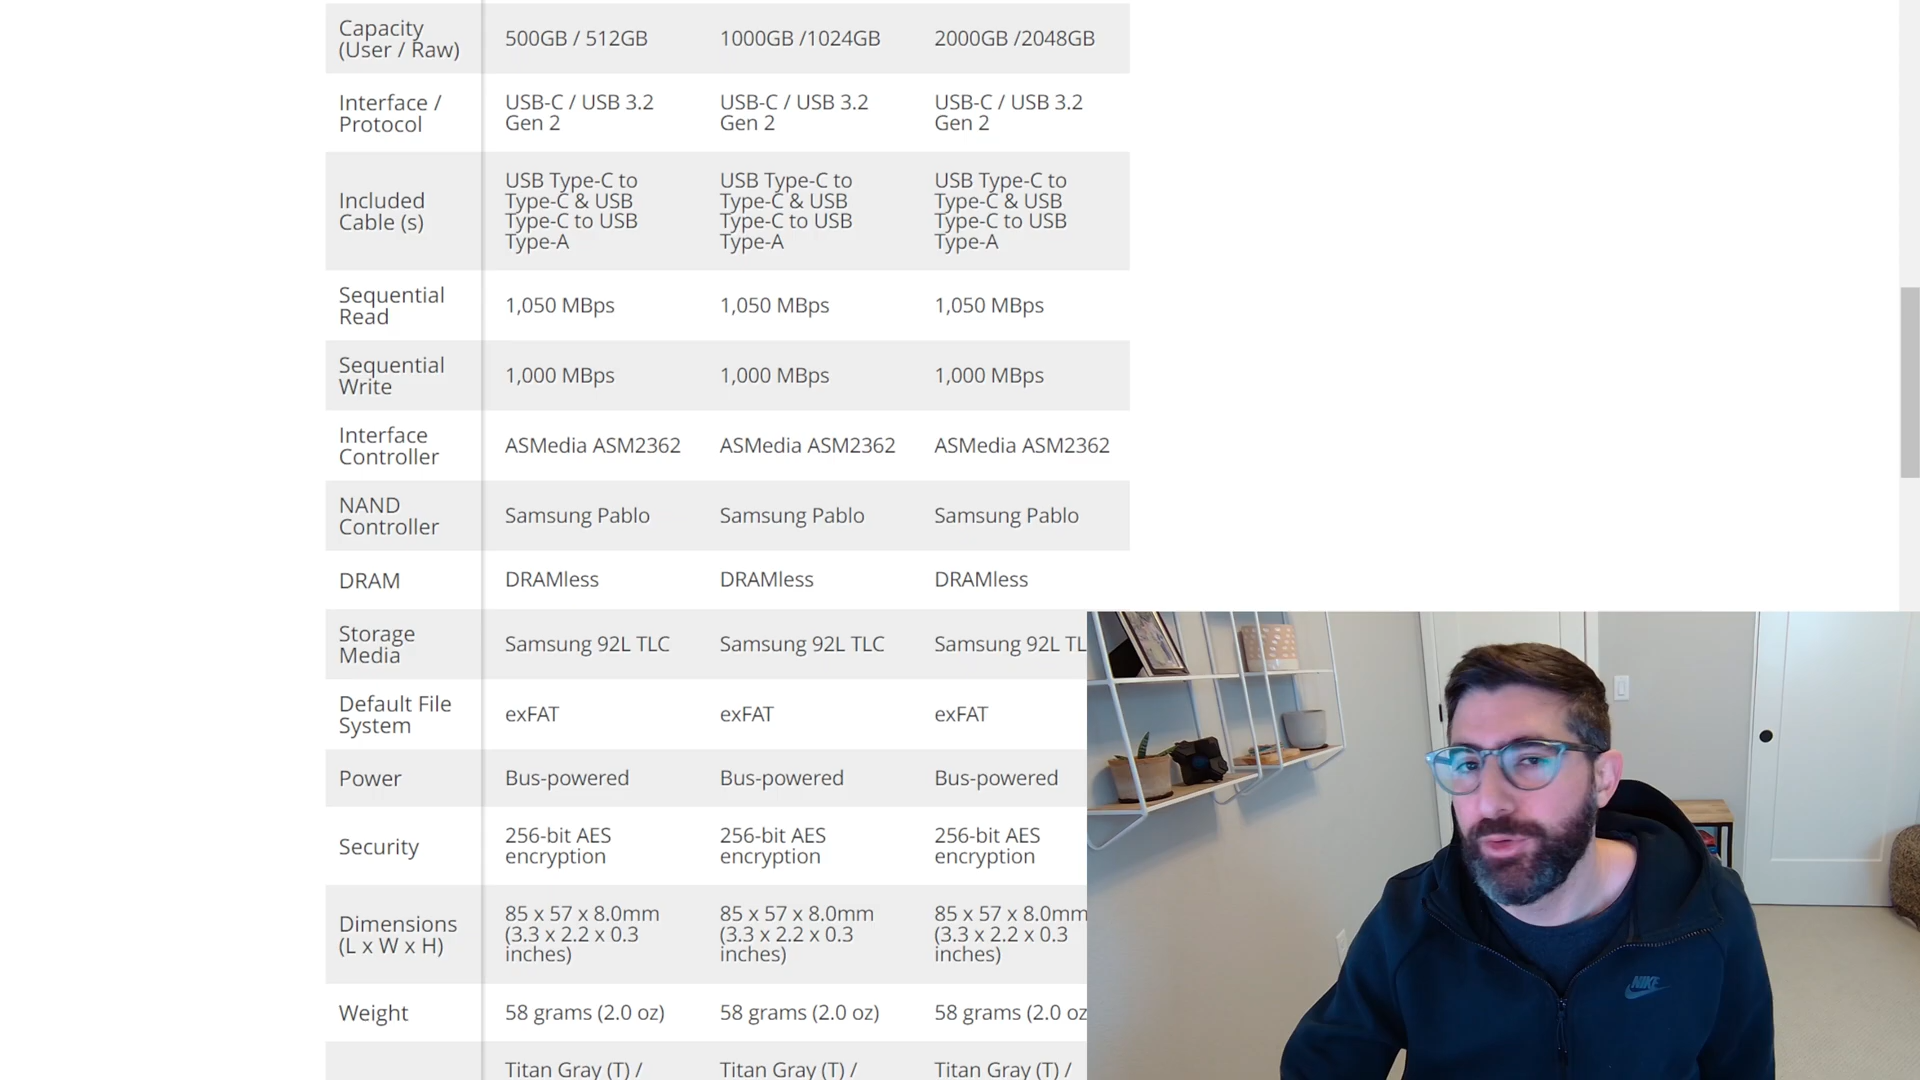 Capacity
(User / Raw)
500GB / 512GB
1000GB /1024GB
2000GB /2048GB
Interface /
Protocol
USB-C / USB 3.2
Gen 2
USB-C / USB 3.2
Gen 2
USB-C / USB 3.2
Gen 2
Included
Cable (s)
USB Type-C to
Type-C & USB
Type-C to USB
Type-A
USB Type-C to
Type-C & USB
Type-C to USB
Type-A
USB Type-C to
Type-C & USB
Type-C to USB
Type-A
Sequential
Read
1,050 MBps
1,050 MBps
1,050 MBps
Sequential
Write
1,000 MBps
1,000 MBps
1,000 MBps
Interface
Controller
ASMedia ASM2362
ASMedia ASM2362
ASMedia ASM2362
NAND
Controller
Samsung Pablo
Samsung Pablo
Samsung Pablo
DRAM
DRAMless
DRAMless
DRAMless
Storage
Media
Samsung 92L TLC
Samsung 92L TLC
Samsung 92L TL
Default File
System
exFAT
exFAT
exFAT
Power
Bus-powered
Bus-powered
Bus-powered
Security
256-bit AES
encryption
256-bit AES
encryption
256-bit AES
encryption
Dimensions
(L x W x H)
85 x 57 x 8.0mm
(3.3 x 2.2 x 0.3
inches)
85 x 57 x 8.0mm
(3.3 x 2.2 x 0.3
inches)
85 x 57 x 8.0mm
(3.3 x 2.2 x 0.3
inches)
Weight
58 grams (2.0 oz)
58 grams (2.0 oz)
58 grams (2.0 oz
Titan Gray (T) /
Titan Gray (T) /
Titan Gray (T) /
NIKE